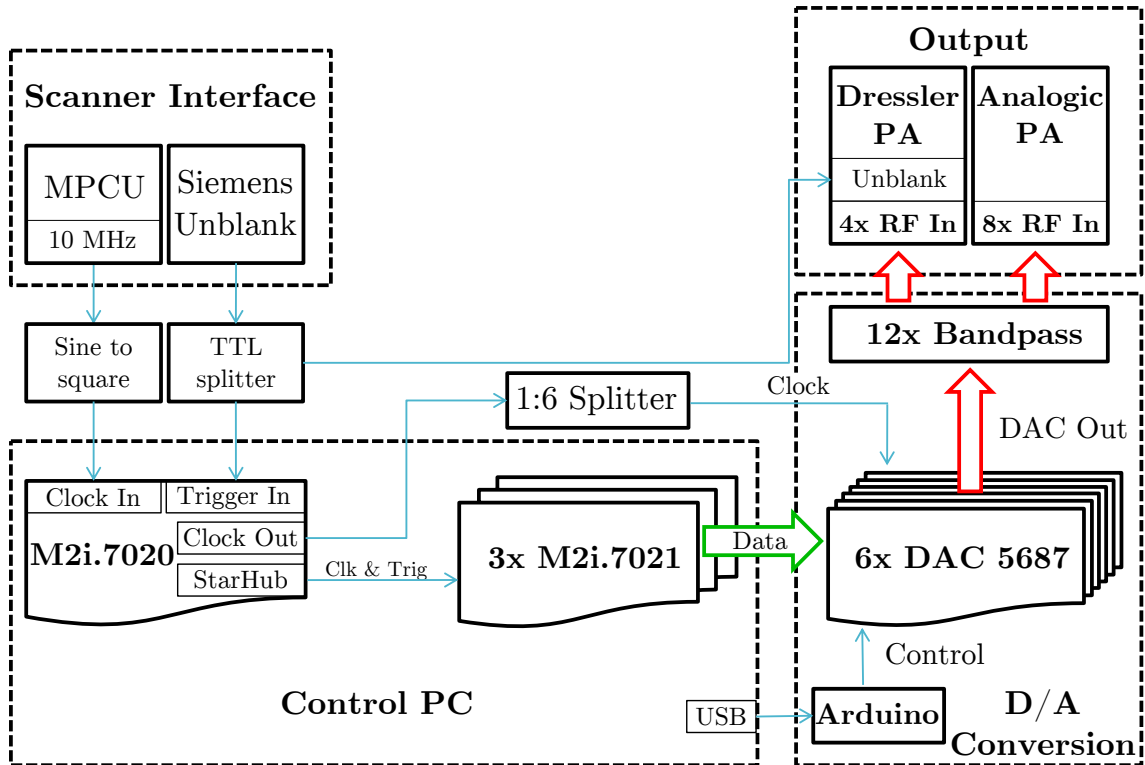 Output
Scanner Interface
Dressler
PA
Analogic
PA
MPCU
Siemens
Unblank
Unblank
10 MHz
4x RF In
8x RF In
12x Bandpass
Sine to
square
TTL
splitter
1:6 Splitter
Clock
DAC Out
Clock In
Trigger In
M2i.7020
Clock Out
StarHub
Clk & Trig
3x M2i.7021
Data
6x DAC 5687
Control
Control PC
USB
Arduino
D/A
Conversion